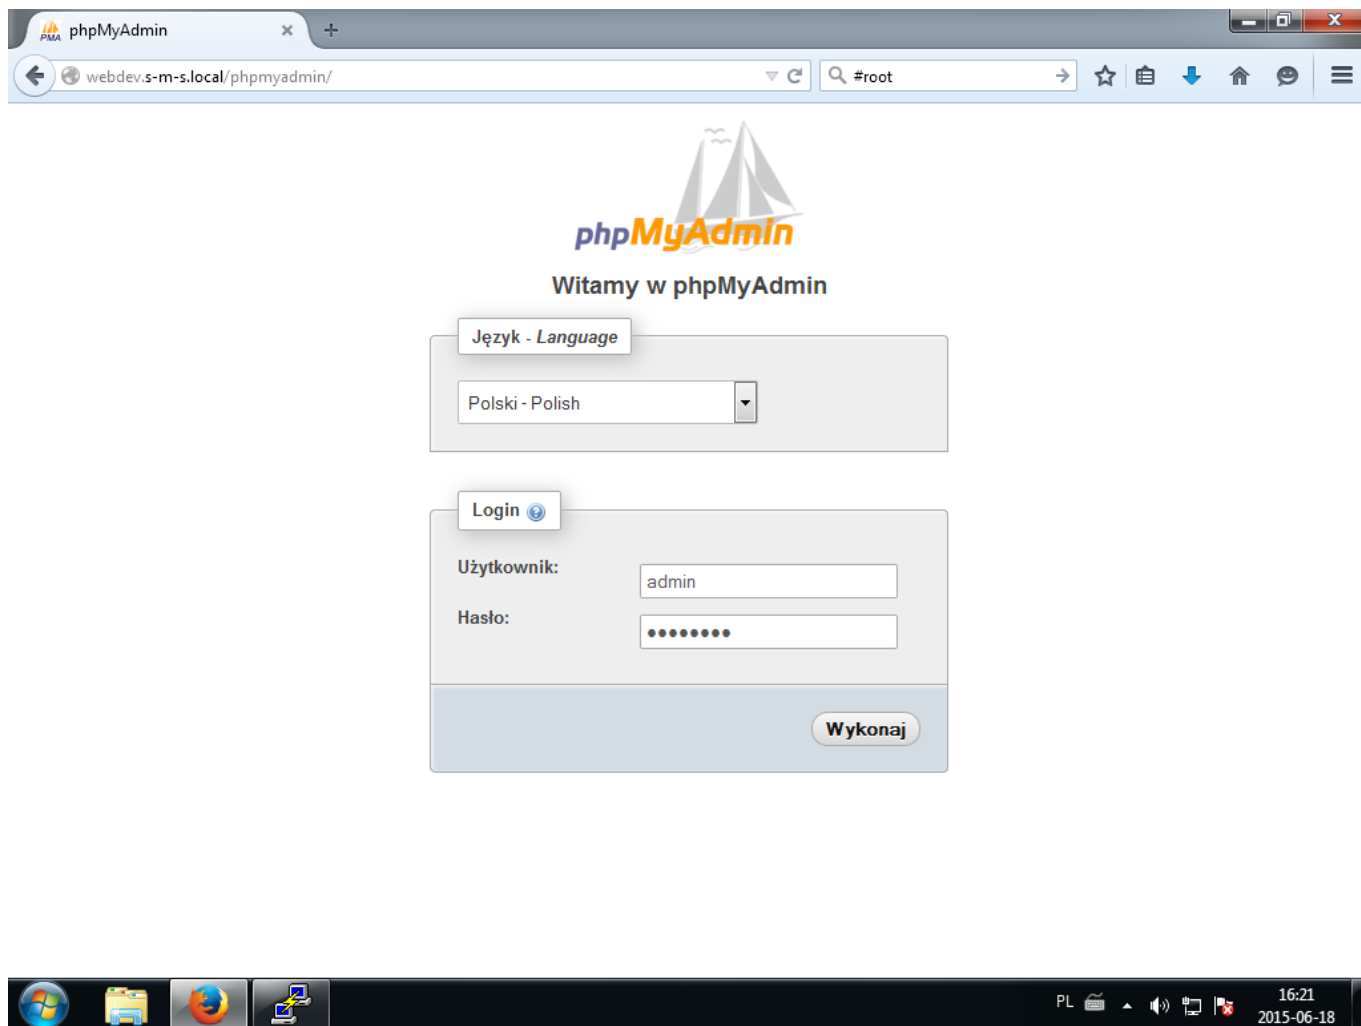 phpMyAdmin
webdev.s-m-s.local/phpmyadmin/
#root
phpMyAdmin
Witamy w phpMyAdmin
Język - Language
Polski - Polish
Login
Użytkownik:
admin
Hasło:
••••••••
Wykonaj
PL
16:21
2015-06-18